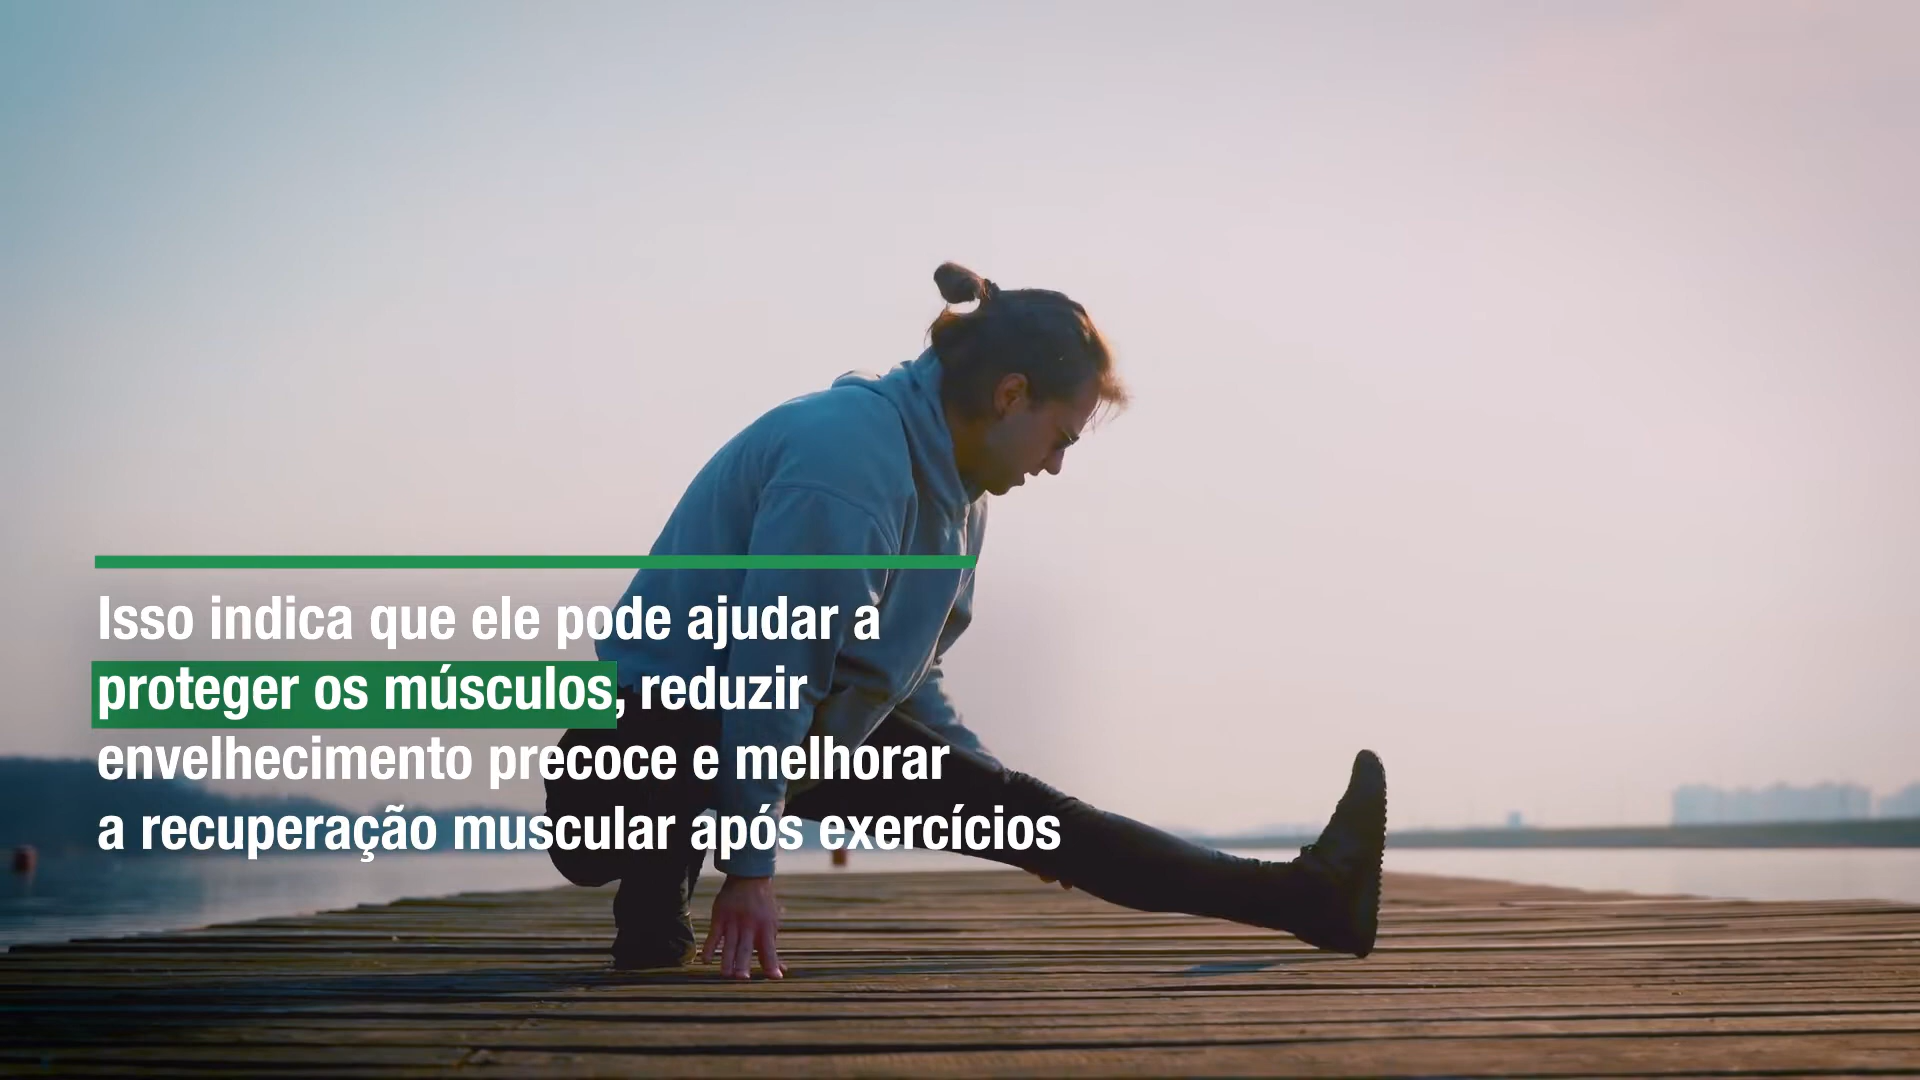 Isso indica que ele pode ajudar a
proteger os músculos, reduzir
envelhecimento precoce e melhorar
a recuperação muscular após exercícios